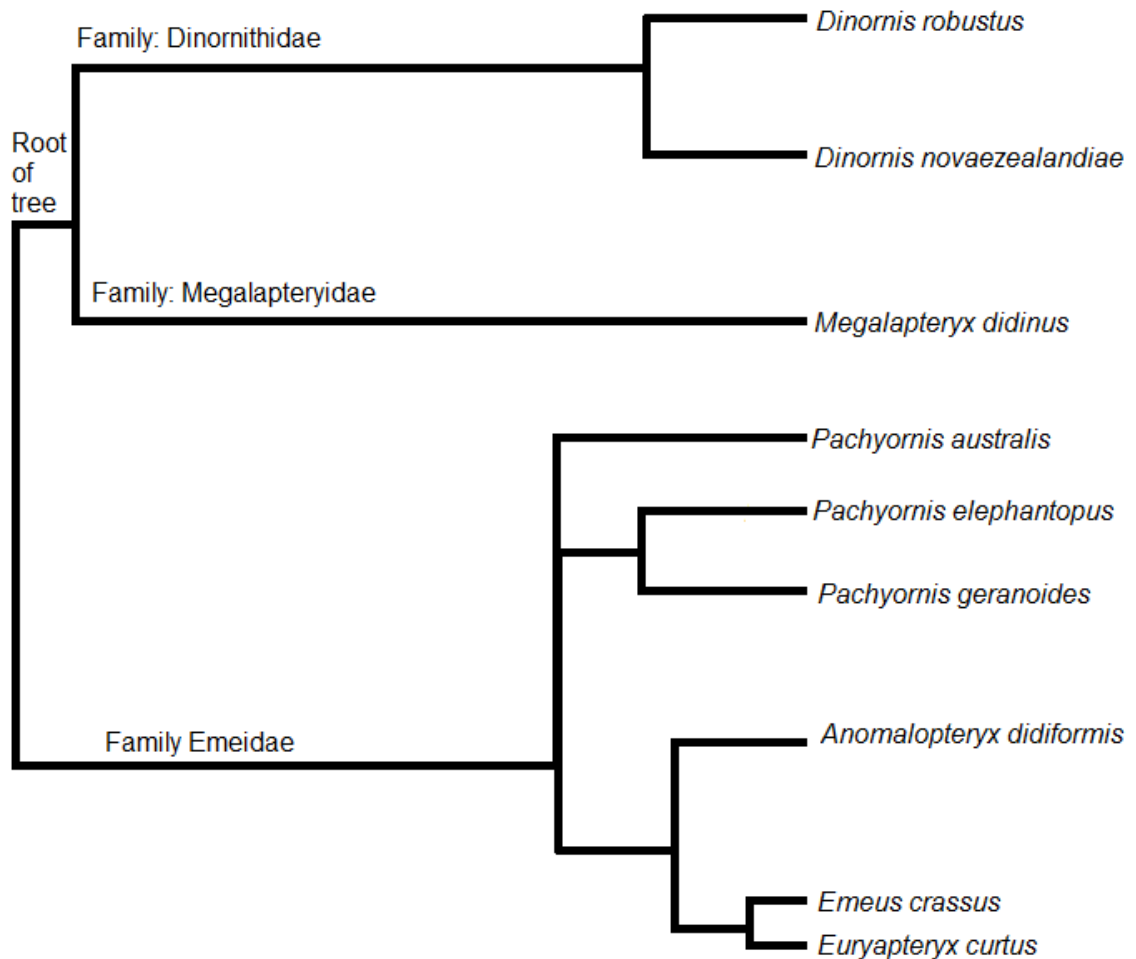 Family: Dinornithidae
Dinornis robustus
Root
of
tree
Dinornis novaezealandiae
Family: Megalapteryidae
Megalapteryx didinus
Pachyornis australis
Pachyornis elephantopus
Pachyornis geranoides
Family Emeidae
Anomalopteryx didiformis
Emeus crassus
Euryapteryx curtus